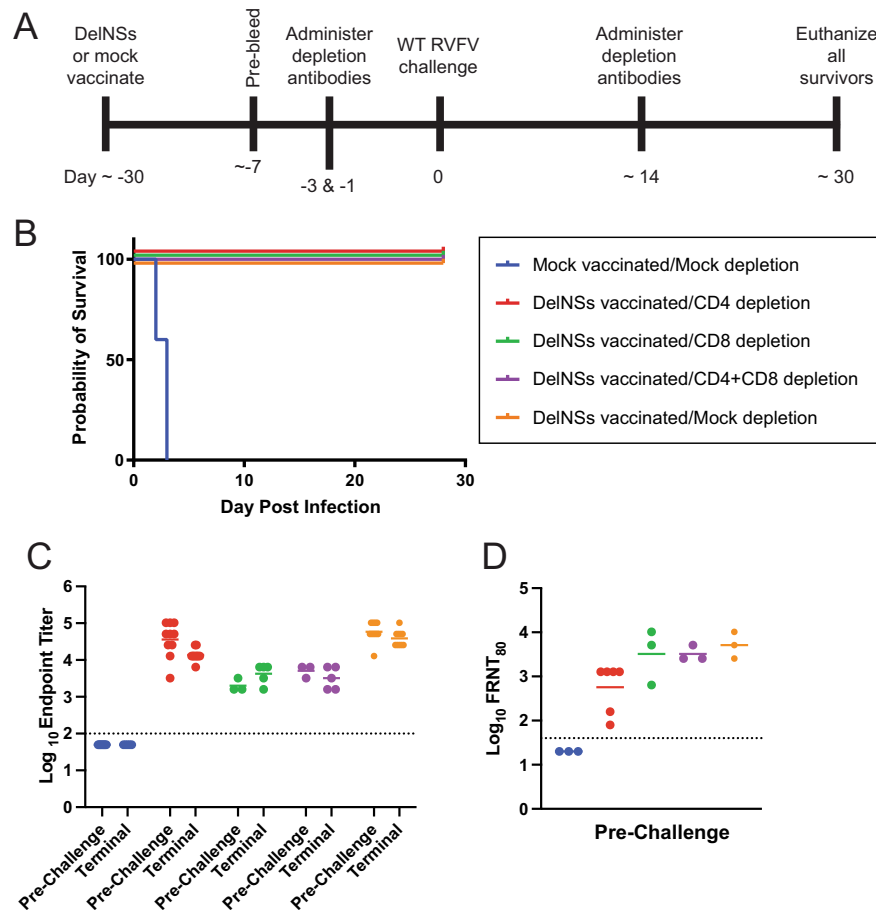 A
DelNSs
or mock
vaccinate
Pre-bleed
Administer
depletion
antibodies
WT RVFV
challenge
Administer
depletion
antibodies
Euthanize
all
survivors
Day ~ -30
~-7
-3 & -1
0
~ 14
~ 30
B
Probability of Survival
100
50
0
0
10
20
30
Day Post Infection
Mock vaccinated/Mock depletion
DelNSs vaccinated/CD4 depletion
DelNSs vaccinated/CD8 depletion
DelNSs vaccinated/CD4+CD8 depletion
DelNSs vaccinated/Mock depletion
C
Log 10 Endpoint Titer
6
5
4
3
2
1
0
Pre-Challenge
Terminal
Pre-Challenge
Terminal
Pre-Challenge
Terminal
Pre-Challenge
Terminal
Pre-Challenge
Terminal
D
Log10 FRNT80
5
4
3
2
1
0
Pre-Challenge